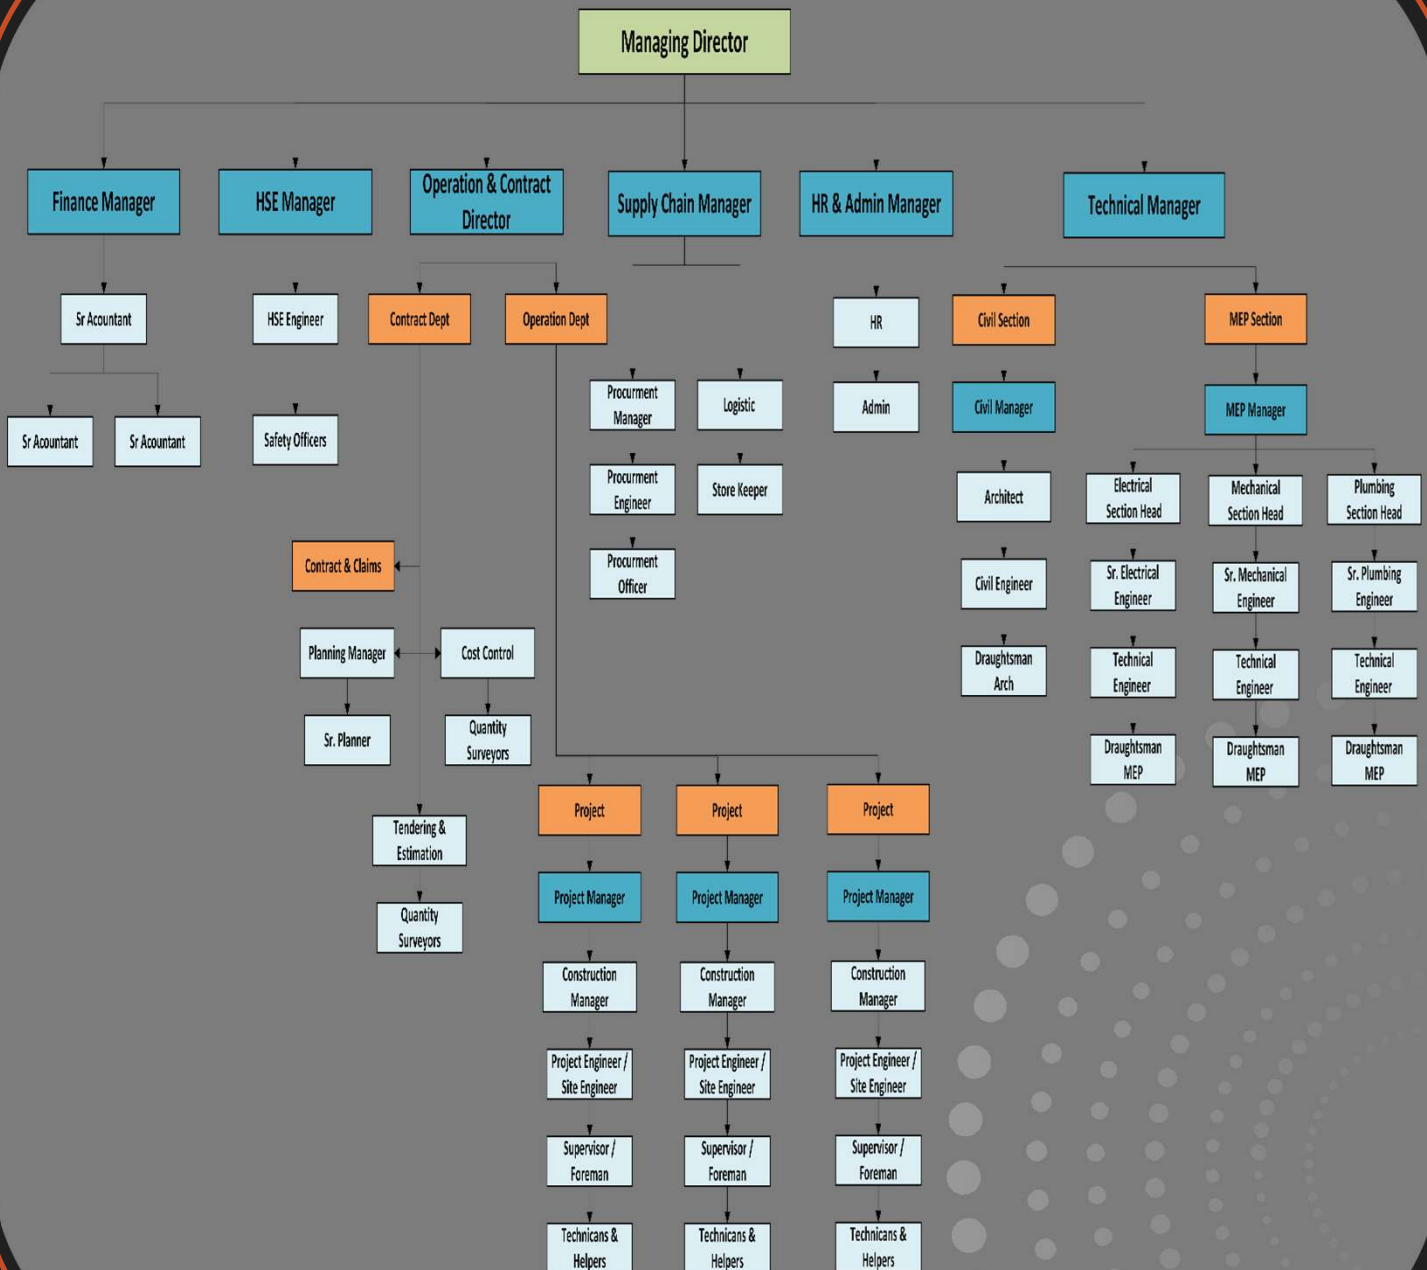 Managing Director
Finance Manager
HSE Manager
Operation & Contract
Director
Supply Chain Manager
HR & Admin Manager
Technical Manager
Sr Acountant
HSE Engineer
Contract Dept
Operation Dept
HR
Civil Section
MEP Section
Sr Acountant
Sr Acountant
Safety Officers
Procurment
Manager
Logistic
Admin
Civil Manager
MEP Manager
Procurment
Engineer
Store Keeper
Architect
Electrical
Section Head
Mechanical
Section Head
Plumbing
Section Head
Contract & Claims
Procurment
Officer
Civil Engineer
Sr. Electrical
Engineer
Sr. Mechanical
Engineer
Sr. Plumbing
Engineer
Planning Manager
Cost Control
Draughtsman
Arch
Technical
Engineer
Technical
Engineer
Technical
Engineer
Sr. Planner
Quantity
Surveyors
Draughtsman
MEP
Draughtsman
MEP
Draughtsman
MEP
Tendering &
Estimation
Project
Project
Project
Quantity
Surveyors
Project Manager
Project Manager
Project Manager
Construction
Manager
Construction
Manager
Construction
Manager
Project Engineer /
Site Engineer
Project Engineer /
Site Engineer
Project Engineer /
Site Engineer
Supervisor /
Foreman
Supervisor /
Foreman
Supervisor /
Foreman
Technicans &
Helpers
Technicans &
Helpers
Technicans &
Helpers